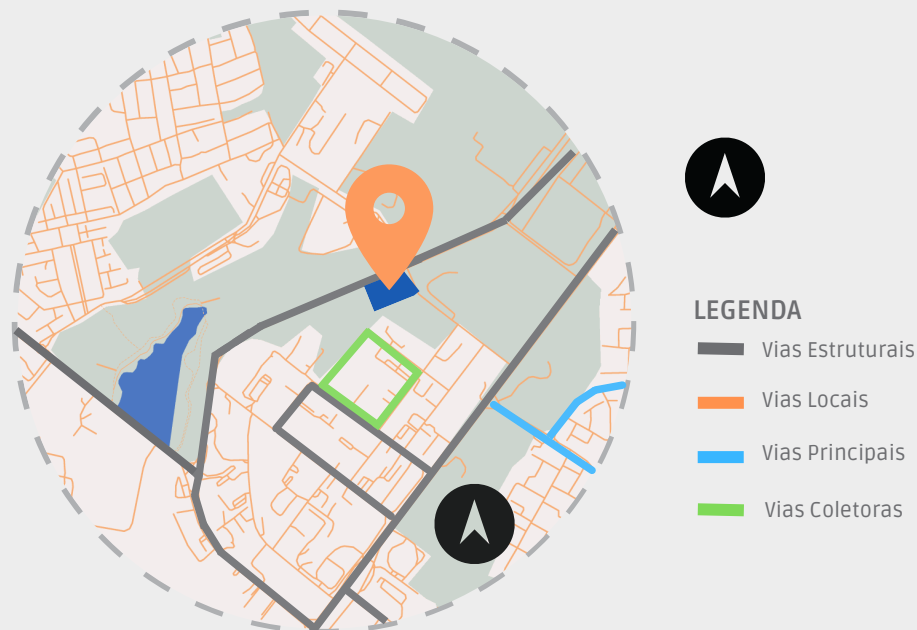 LEGENDA
Vias Estruturais
Vias Locais
Vias Principais
Vias Coletoras